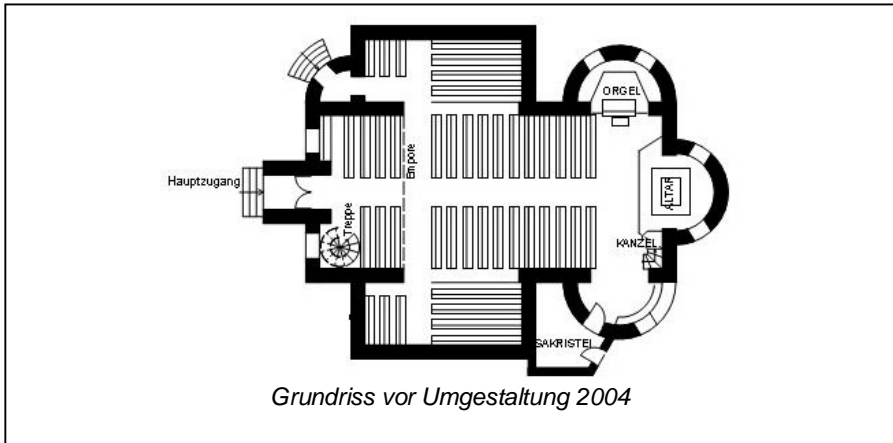 ORGEL
Empore
Hauptzugang
ALTAR
Treppe
KANZEL
SAKRISTEI
Grundriss vor Umgestaltung 2004